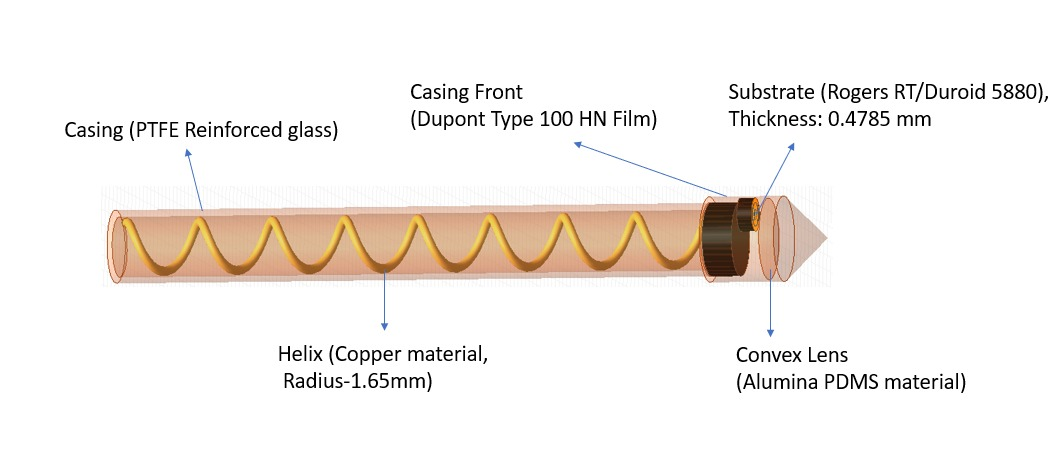 Casing Front
(Dupont Type 100 HN Film)
Substrate (Rogers RT/Duroid 5880),
Thickness: 0.4785 mm
Casing (PTFE Reinforced glass)
Helix (Copper material,
Radius-1.65mm)
Convex Lens
(Alumina PDMS material)